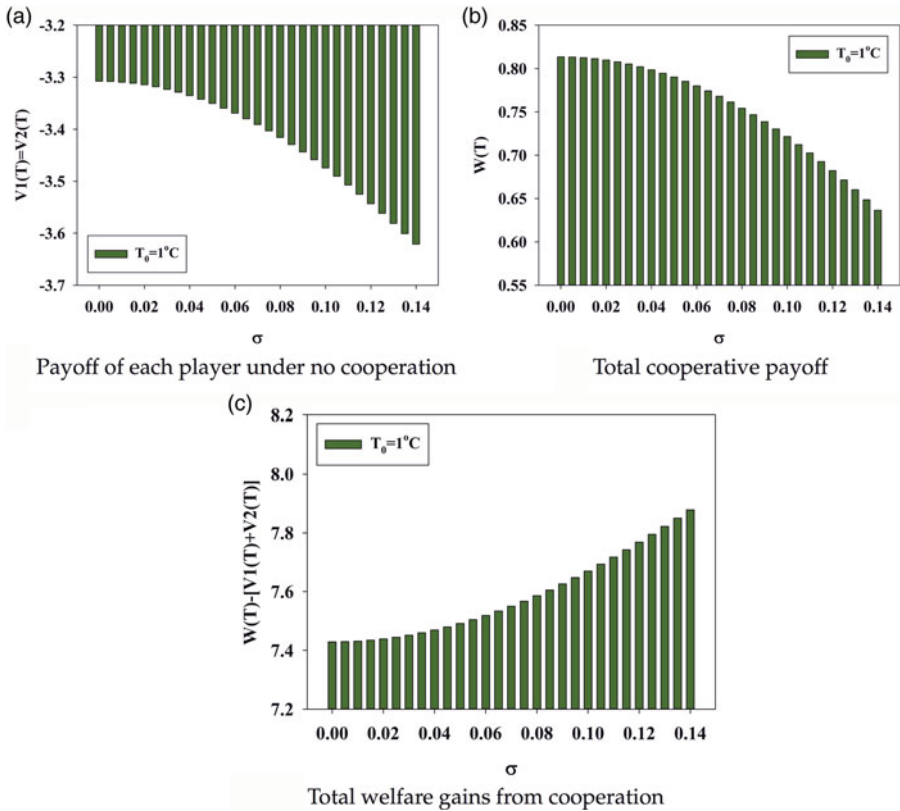 (a)
-3.2
-3.3
-3.4
-3.5
-3.6
-3.7
V1(T)=V2(T)
T₀=1°C
0.00 0.02 0.04 0.06 0.08 0.10 0.12 0.14
σ
Payoff of each player under no cooperation
(b)
0.85
0.80
0.75
0.70
0.65
0.60
0.55
W(T)
T₀=1°C
0.00 0.02 0.04 0.06 0.08 0.10 0.12 0.14
σ
Total cooperative payoff
(c)
8.2
8.0
7.8
7.6
7.4
7.2
W(T)-[V1(T)+V2(T)]
T₀=1°C
0.00 0.02 0.04 0.06 0.08 0.10 0.12 0.14
σ
Total welfare gains from cooperation